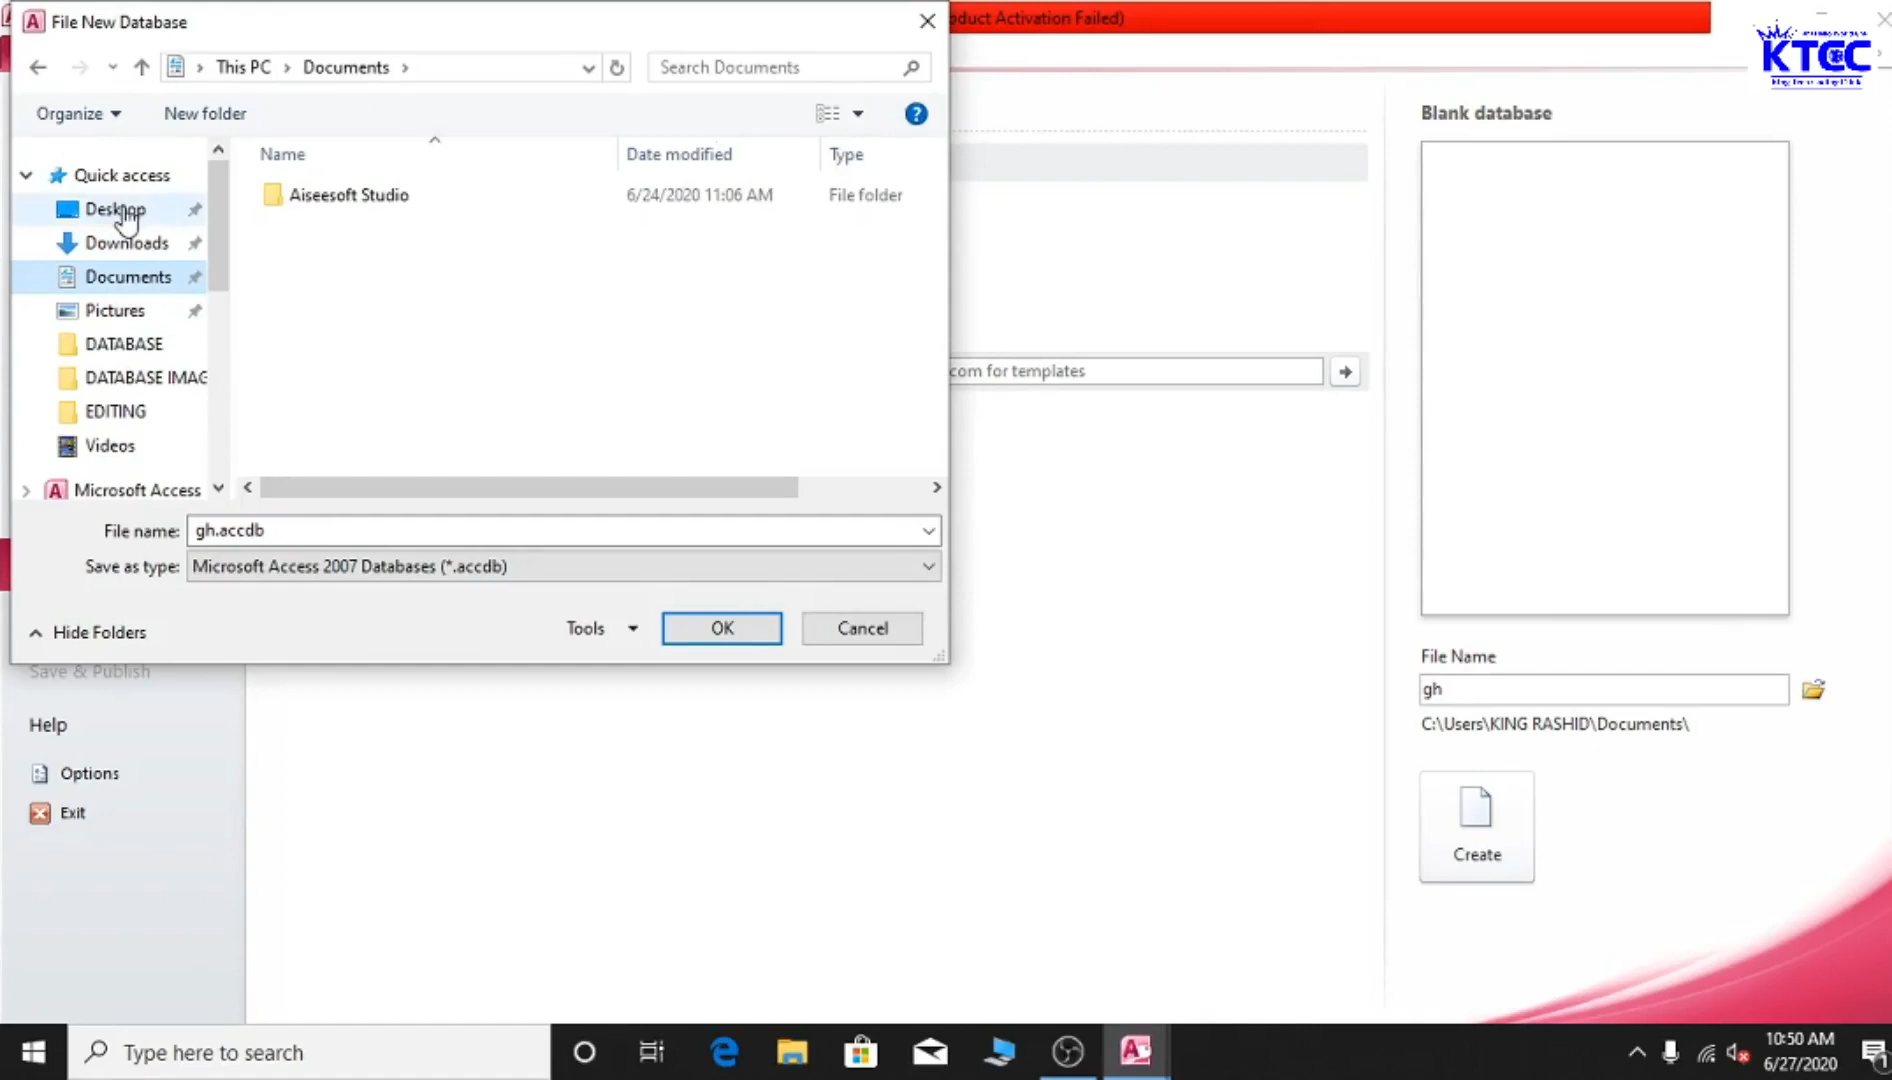 File New Database
oduct Activation Failed)
KTCC
This PC
Documents
Search Documents
Organize
New folder
Name
Date modified
Type
Quick access
Desktop
Downloads
Documents
Pictures
DATABASE
DATABASE IMAG
EDITING
Videos
Microsoft Access
Aiseesoft Studio
6/24/2020 11:06 AM
File folder
File name:
gh.accdb
Save as type:
Microsoft Access 2007 Databases (*.accdb)
Hide Folders
Tools
OK
Cancel
com for templates
Blank database
File Name
gh
C:\Users\KING RASHID\Documents\
Create
Save & Publish
Help
Options
Exit
Type here to search
10:50 AM
6/27/2020
1